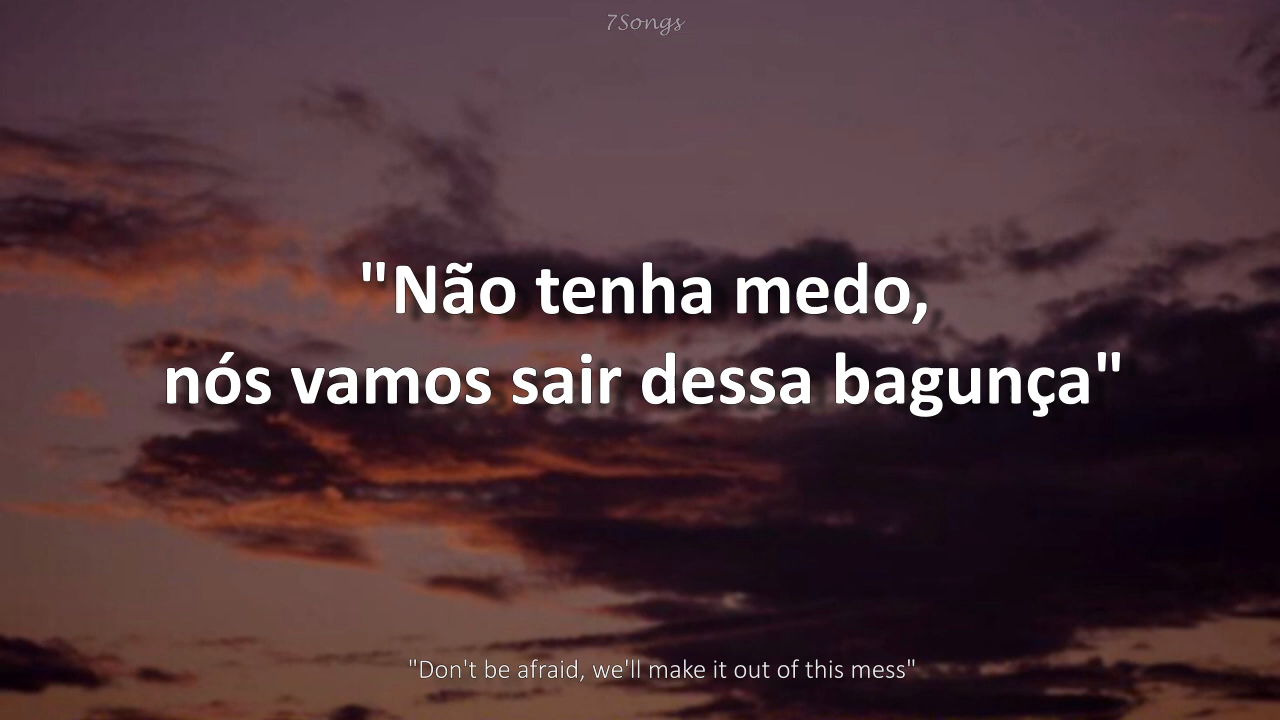 7Songs
"Não tenha medo,
nós vamos sair dessa bagunça"
"Don't be afraid, we'll make it out of this mess"